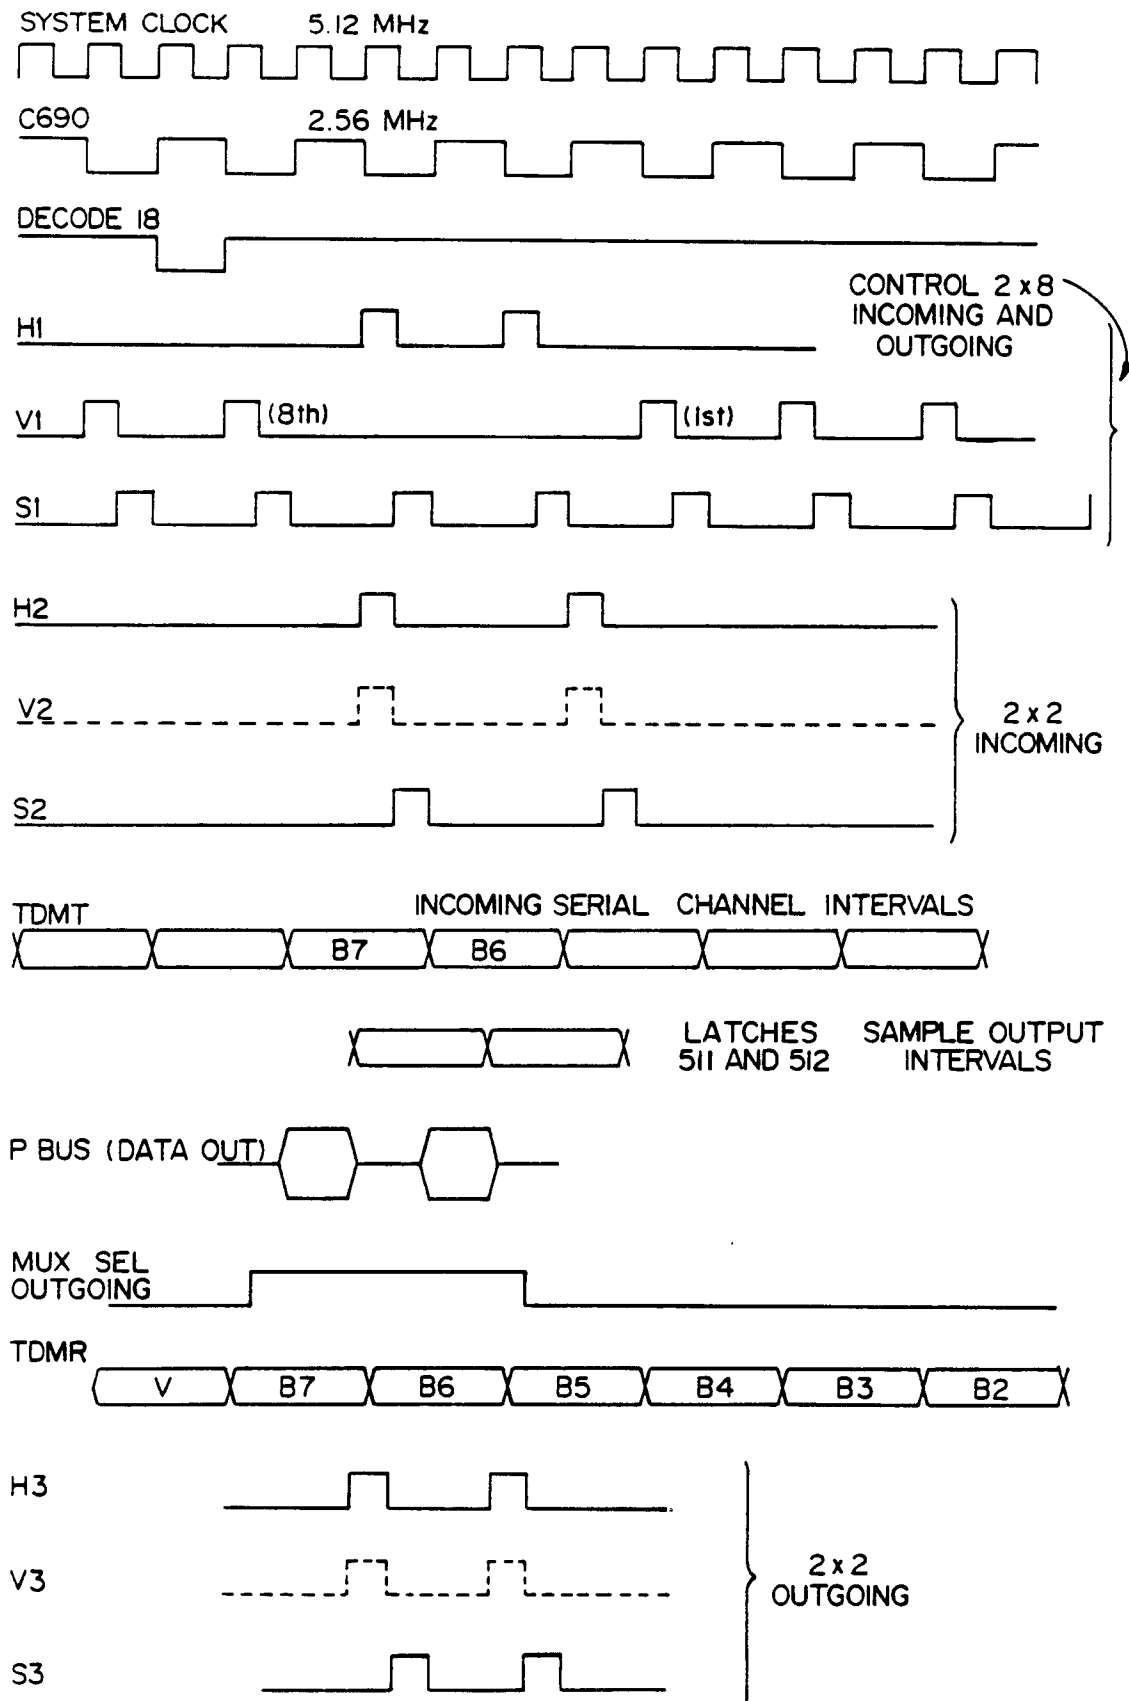 SYSTEM CLOCK 5.12 MHz
C690 2.56 MHz
DECODE 18
CONTROL 2 x 8
INCOMING AND
OUTGOING
H1
V1 (8th) (1st)
S1
H2
V2
2 x 2
INCOMING
S2
TDMT INCOMING SERIAL CHANNEL INTERVALS
B7 B6
LATCHES SAMPLE OUTPUT
511 AND 512 INTERVALS
P BUS (DATA OUT)
MUX SEL
OUTGOING
TDMR
V B7 B6 B5 B4 B3 B2
H3
V3
2 x 2
OUTGOING
S3